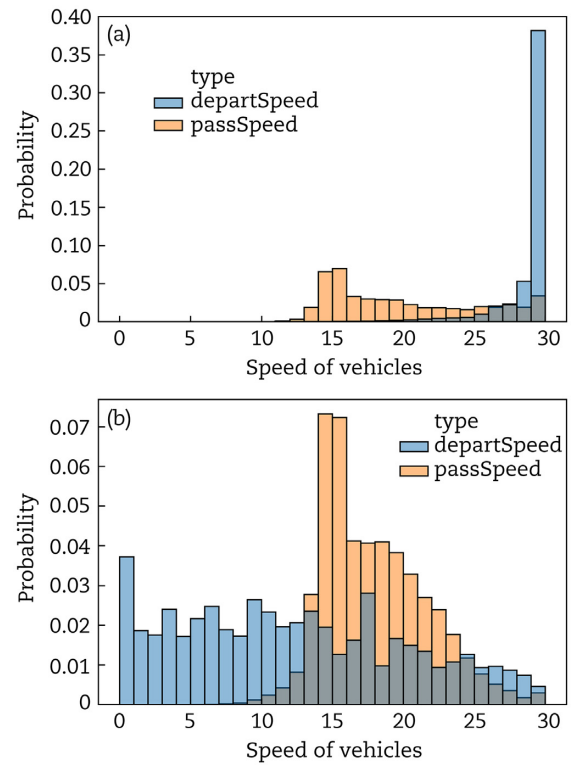 (a)
0.40
0.35
0.30
0.25
0.20
0.15
0.10
0.05
0
Probability
type
departSpeed
passSpeed
0 5 10 15 20 25 30
Speed of vehicles
(b)
0.07
0.06
0.05
0.04
0.03
0.02
0.01
0
Probability
type
departSpeed
passSpeed
0 5 10 15 20 25 30
Speed of vehicles